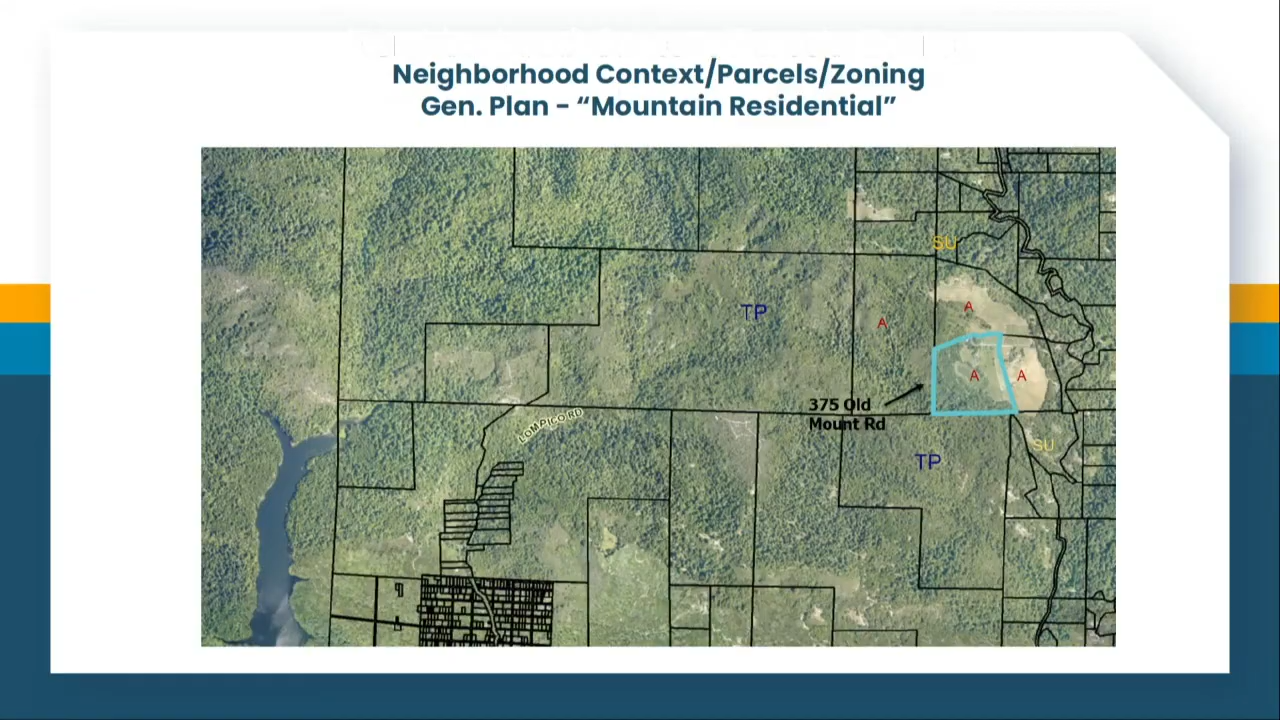 Neighborhood Context/Parcels/Zoning
Gen. Plan - “Mountain Residential”
SU
TP
A
A
A
A
375 Old
Mount Rd
LOMPICO RD
SU
TP